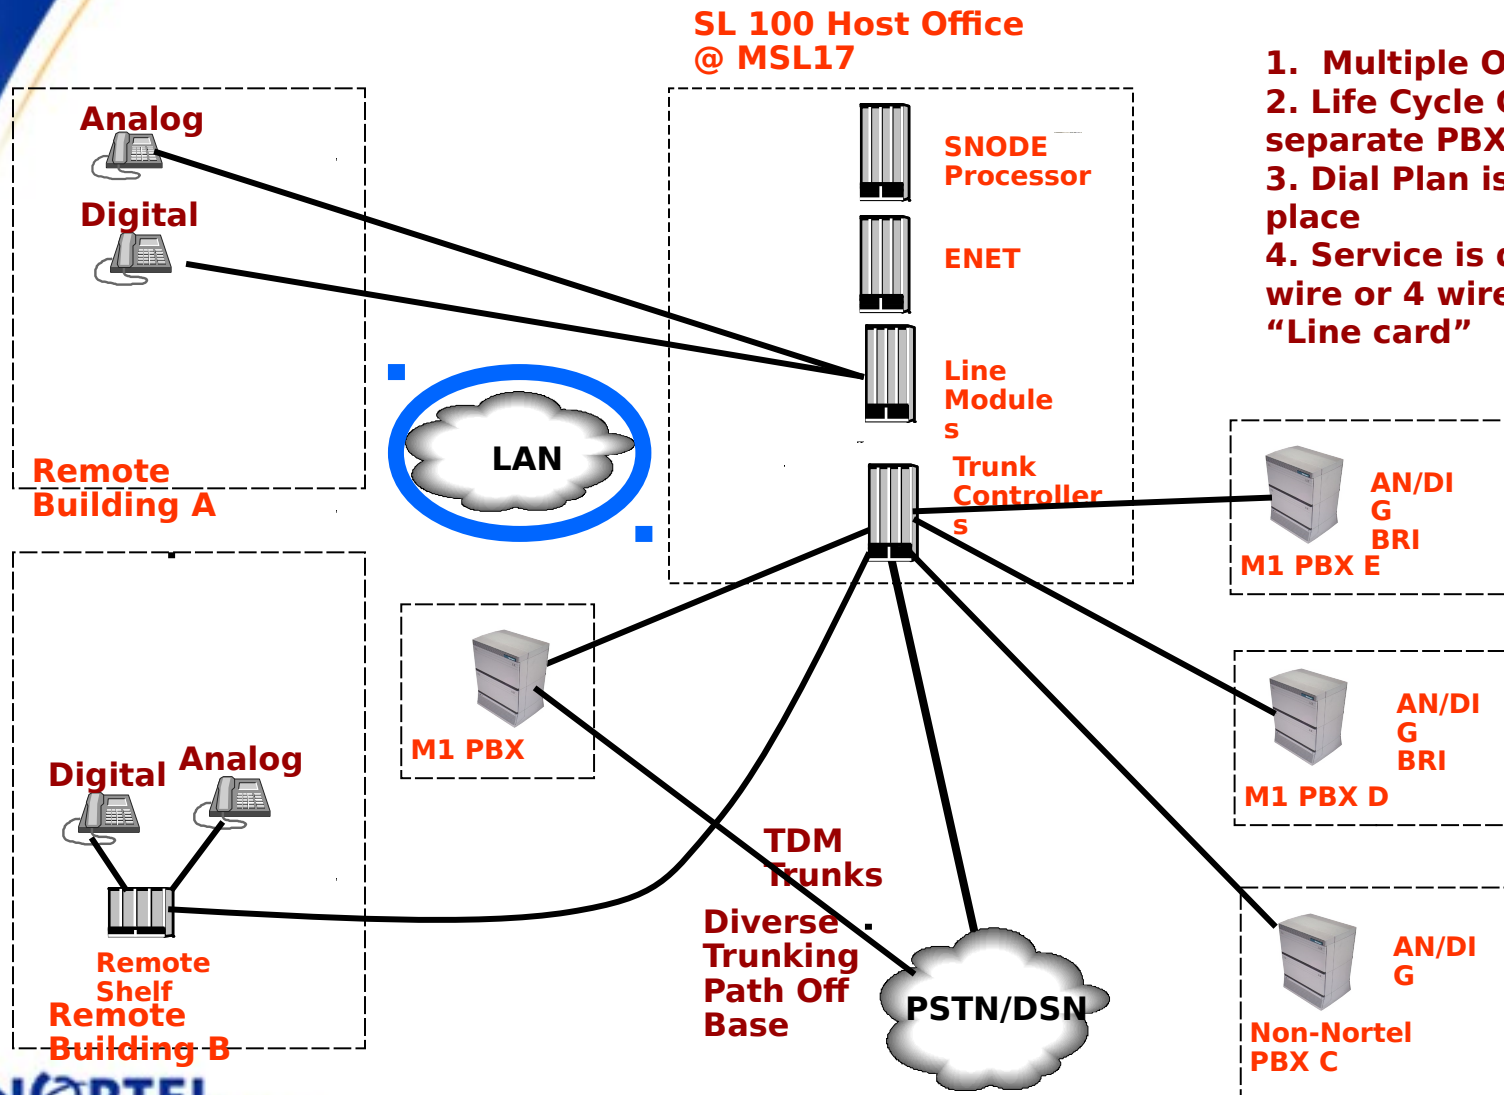 SL 100 Host Office
@ MSL17
1. Multiple
2. Life Cycle
separate PBX
3. Dial Plan is
place
4. Service is
wire or 4 wire
“Line card”
Analog
Digital
Remote
Building A
SNODE
Processor
ENET
Line
Module
s
Trunk
Controller
s
LAN
AN/DI
G
BRI
M1 PBX E
M1 PBX
AN/DI
G
BRI
M1 PBX D
Digital
Analog
Remote
Shelf
Remote
Building B
TDM
Trunks
Diverse
Trunking
Path Off
Base
PSTN/DSN
AN/DI
G
Non-Nortel
PBX C
NORTEL